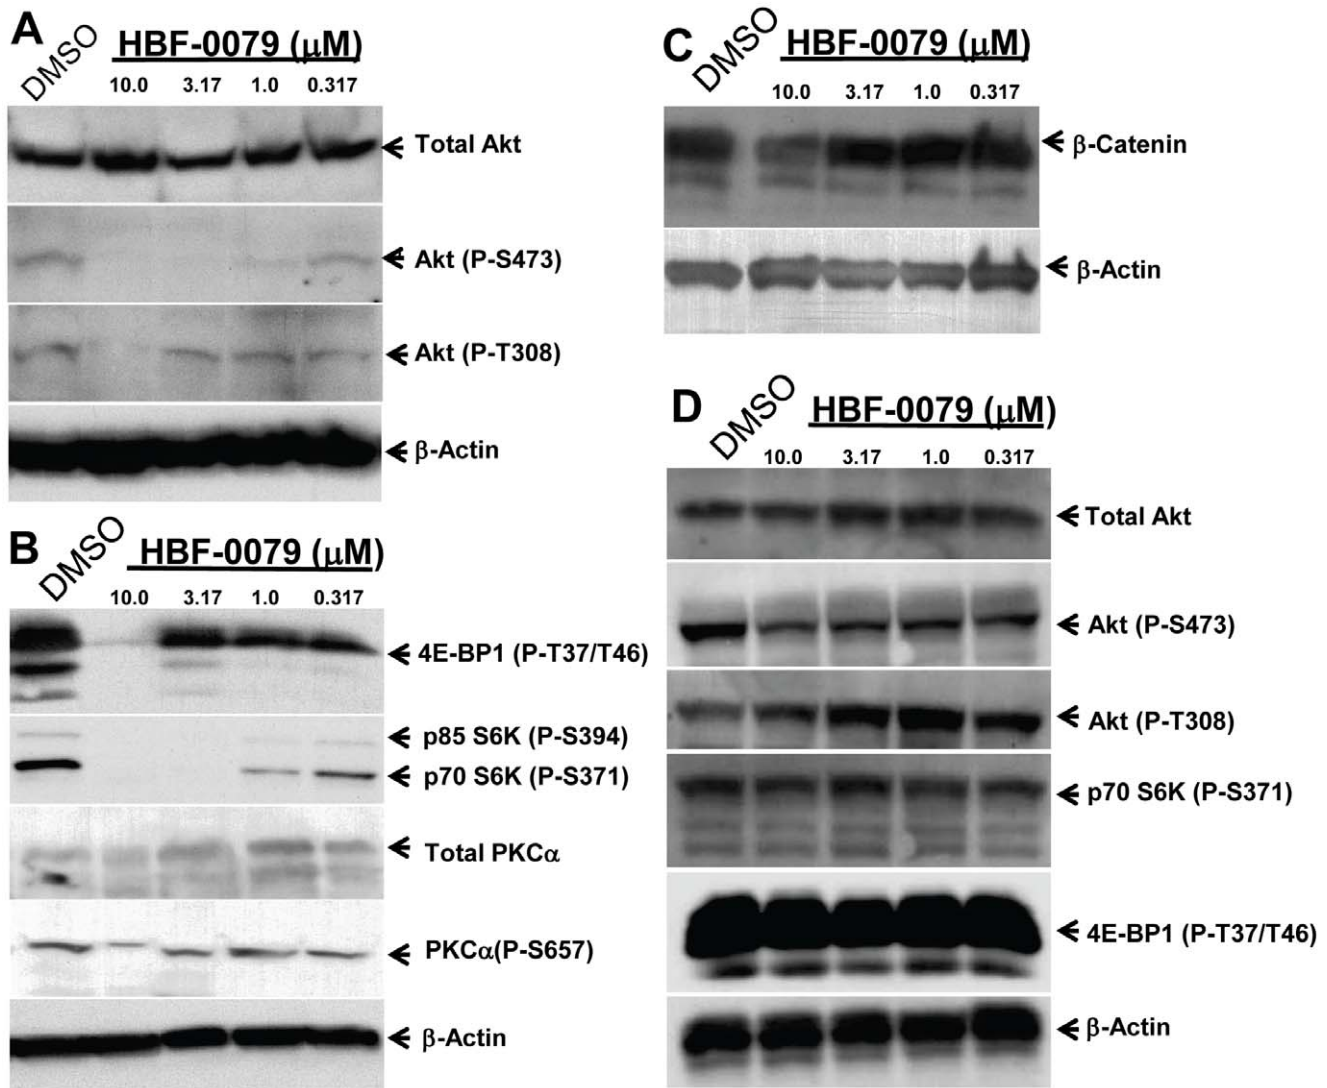 A
DMSO
HBF-0079 (μM)
10.0 3.17 1.0 0.317
Total Akt
Akt (P-S473)
Akt (P-T308)
β-Actin
B
DMSO
HBF-0079 (μM)
10.0 3.17 1.0 0.317
4E-BP1 (P-T37/T46)
p85 S6K (P-S394)
p70 S6K (P-S371)
Total PKCα
PKCα(P-S657)
β-Actin
C
DMSO
HBF-0079 (μM)
10.0 3.17 1.0 0.317
β-Catenin
β-Actin
D
DMSO
HBF-0079 (μM)
10.0 3.17 1.0 0.317
Total Akt
Akt (P-S473)
Akt (P-T308)
p70 S6K (P-S371)
4E-BP1 (P-T37/T46)
β-Actin